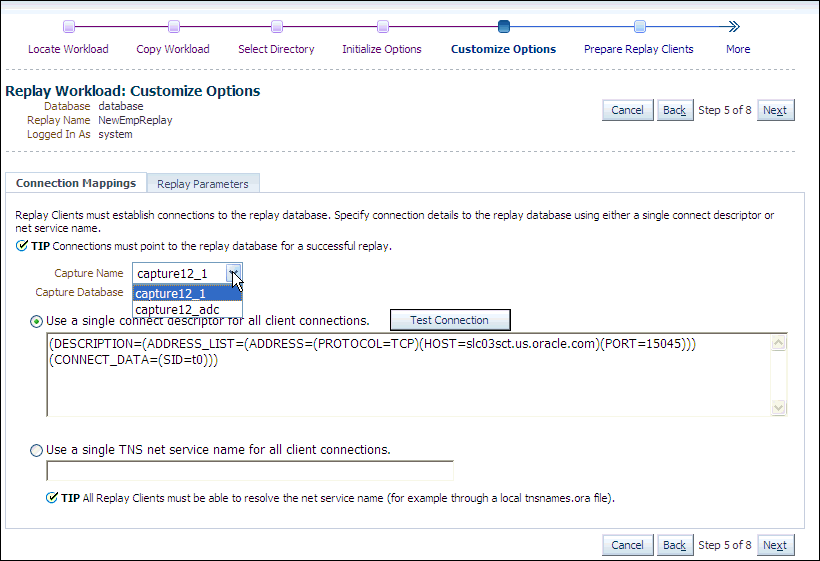 Locate Workload Copy Workload Select Directory Initialize Options Customize Options Prepare Replay Clients More
Replay Workload: Customize Options
Database database
Replay Name NewEmpReplay
Logged In As system
Cancel Back Step 5 of 8 Next
Connection Mappings Replay Parameters
Replay Clients must establish connections to the replay database. Specify connection details to the replay database using either a single connect descriptor or
net service name.
TIP Connections must point to the replay database for a successful replay.
Capture Name capture12_1
Capture Database capture12_1
capture12_adc
Use a single connect descriptor for all client connections. Test Connection
(DESCRIPTION=(ADDRESS_LIST=(ADDRESS=(PROTOCOL=TCP)(HOST=slc03sct.us.oracle.com)(PORT=15045)))
(CONNECT_DATA=(SID=t0)))
Use a single TNS net service name for all client connections.
TIP All Replay Clients must be able to resolve the net service name (for example through a local tnsnames.ora file).
Cancel Back Step 5 of 8 Next